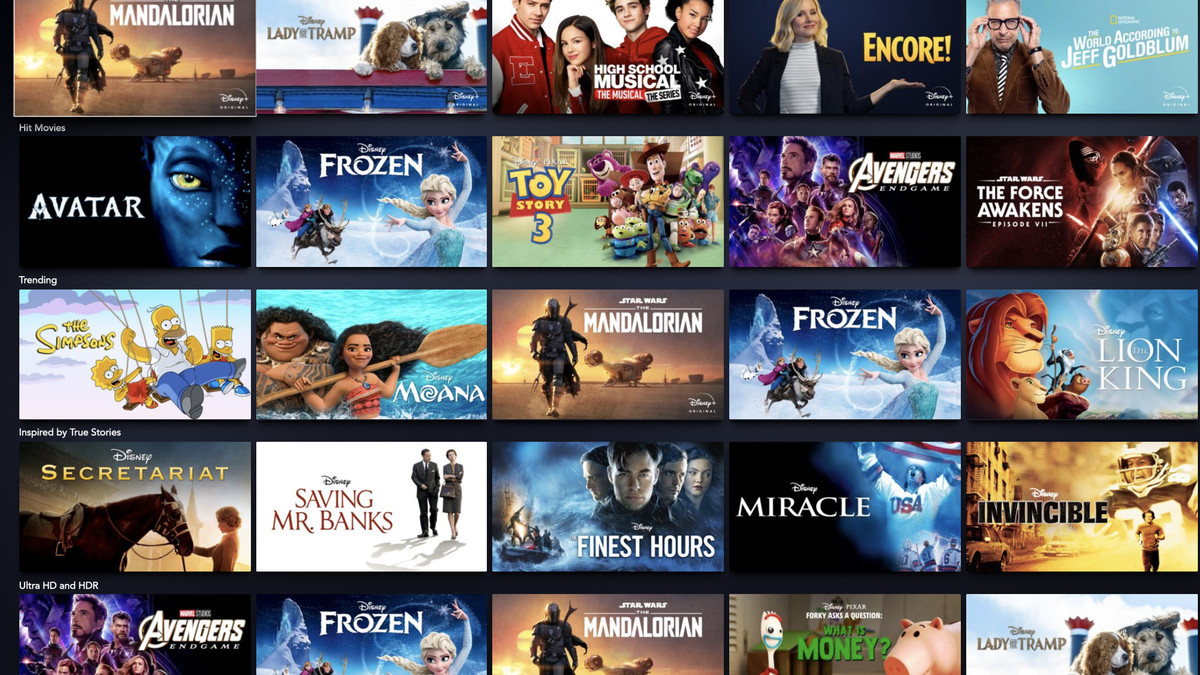 THE
MANDALORIAN
Disney+
ORIGINAL
Disney
LADY AND THE TRAMP
Disney+
ORIGINAL
E
HIGH SCHOOL
MUSICAL
THE MUSICAL THE SERIES
Disney+
ORIGINAL
ENCORE!
Disney+
ORIGINAL
NATIONAL
GEOGRAPHIC
THE
WORLD ACCORDING TO
JEFF GOLDBLUM
Disney+
ORIGINAL
Hit Movies
AVATAR
Disney
FROZEN
Disney PIXAR
TOY
STORY
3
MARVEL STUDIOS
AVENGERS
ENDGAME
STAR WARS
THE FORCE
AWAKENS
EPISODE VII
Trending
THE
SIMPSONS
Disney
MOANA
STAR WARS
THE
MANDALORIAN
Disney+
ORIGINAL
Disney
FROZEN
Disney
THE
LION
KING
Inspired by True Stories
Disney
SECRETARIAT
Disney
SAVING
MR. BANKS
Disney
THE
FINEST HOURS
Disney
MIRACLE
USA
Disney
INVINCIBLE
Ultra HD and HDR
MARVEL STUDIOS
AVENGERS
ENDGAME
Disney
FROZEN
STAR WARS
THE
MANDALORIAN
Disney PIXAR
FORKY ASKS A QUESTION:
WHAT IS
MONEY?
Disney
LADY AND THE TRAMP